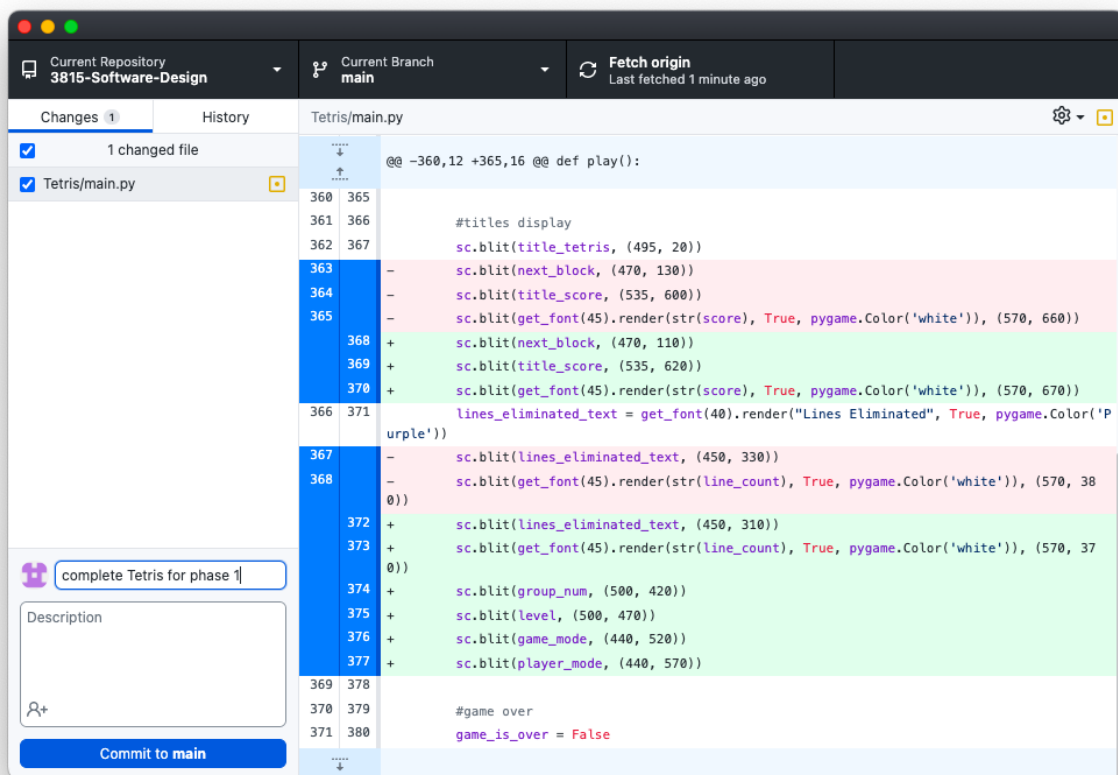 Current Repository
3815-Software-Design
Current Branch
main
Fetch origin
Last fetched 1 minute ago
Changes 1
History
Tetris/main.py
1 changed file
Tetris/main.py
@@ -360,12 +365,16 @@ def play():
360 365
361 366 #titles display
362 367 sc.blit(title_tetris, (495, 20))
363 - sc.blit(next_block, (470, 130))
364 - sc.blit(title_score, (535, 600))
365 - sc.blit(get_font(45).render(str(score), True, pygame.Color('white')), (570, 660))
368 + sc.blit(next_block, (470, 110))
369 + sc.blit(title_score, (535, 620))
370 + sc.blit(get_font(45).render(str(score), True, pygame.Color('white')), (570, 670))
366 371 lines_eliminated_text = get_font(40).render("Lines Eliminated", True, pygame.Color('P
urple'))
367 - sc.blit(lines_eliminated_text, (450, 330))
368 - sc.blit(get_font(45).render(str(line_count), True, pygame.Color('white')), (570, 38
0))
372 + sc.blit(lines_eliminated_text, (450, 310))
373 + sc.blit(get_font(45).render(str(line_count), True, pygame.Color('white')), (570, 37
0))
374 + sc.blit(group_num, (500, 420))
375 + sc.blit(level, (500, 470))
376 + sc.blit(game_mode, (440, 520))
377 + sc.blit(player_mode, (440, 570))
369 378
370 379 #game over
371 380 game_is_over = False
complete Tetris for phase 1
Description
Commit to main